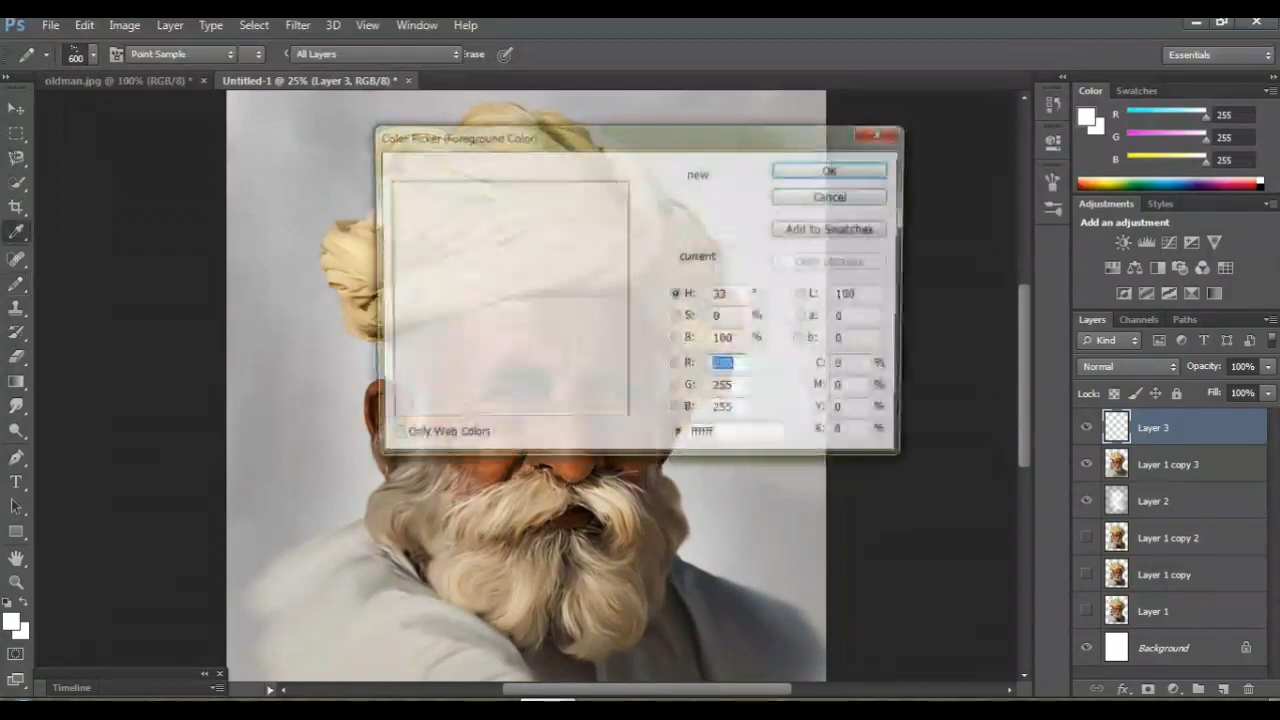 Ps File Edit Image Layer Type Select Filter 3D View Window Help
600 Point Sample All Layers Erase Essentials
oldman.jpg @ 100% (RGB/8) * × Untitled-1 @ 25% (Layer 3, RGB/8) * ×
Color Swatches
R 255
G 255
B 255
Color Picker (Foreground Color)
new
OK
Cancel
Add to Swatches
current
H: 33 °
S: 0 %
B: 100 %
R:
G: 255
B: 255
# ffffff
L: 100
a: 0
b: 0
C: 0 %
M: 0 %
Y: 0 %
K: 0 %
Only Web Colors
Adjustments Styles
Add an adjustment
Layers Channels Paths
Kind
Normal Opacity: 100%
Lock: Fill: 100%
Layer 3
Layer 1 copy 3
Layer 2
Layer 1 copy 2
Layer 1 copy
Layer 1
Background
fx
Timeline